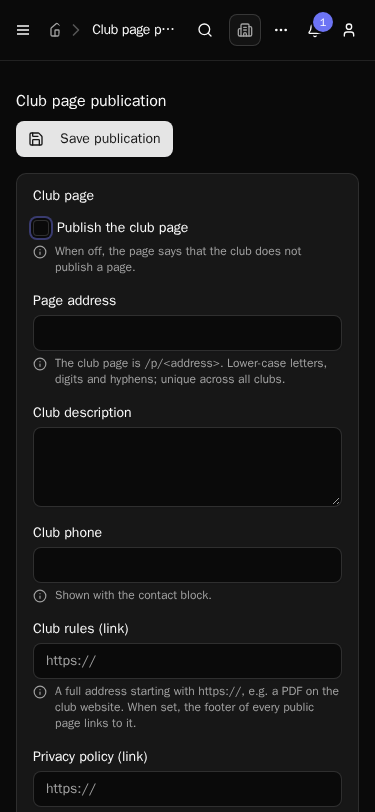 Club page p···
1
Club page publication
Save publication
Club page
Publish the club page
When off, the page says that the club does not
publish a page.
Page address
The club page is /p/<address>. Lower-case letters,
digits and hyphens; unique across all clubs.
Club description
Club phone
Shown with the contact block.
Club rules (link)
https://
A full address starting with https://, e.g. a PDF on the
club website. When set, the footer of every public
page links to it.
Privacy policy (link)
https://